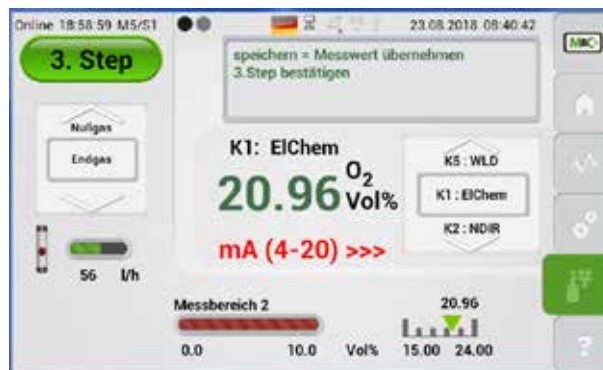 Online 18:58:59 M5/S1
23.08.2018 08:40:42
3. Step
speichern = Messwert übernehmen
3.Step bestätigen
Nullgas
Endgas
56 l/h
K1: ElChem
20.96 O2 Vol%
mA (4-20) >>>
K5 : WLD
K1 : ElChem
K2 : NDIR
Messbereich 2
0.0 10.0 Vol%
20.96
15.00 24.00
?